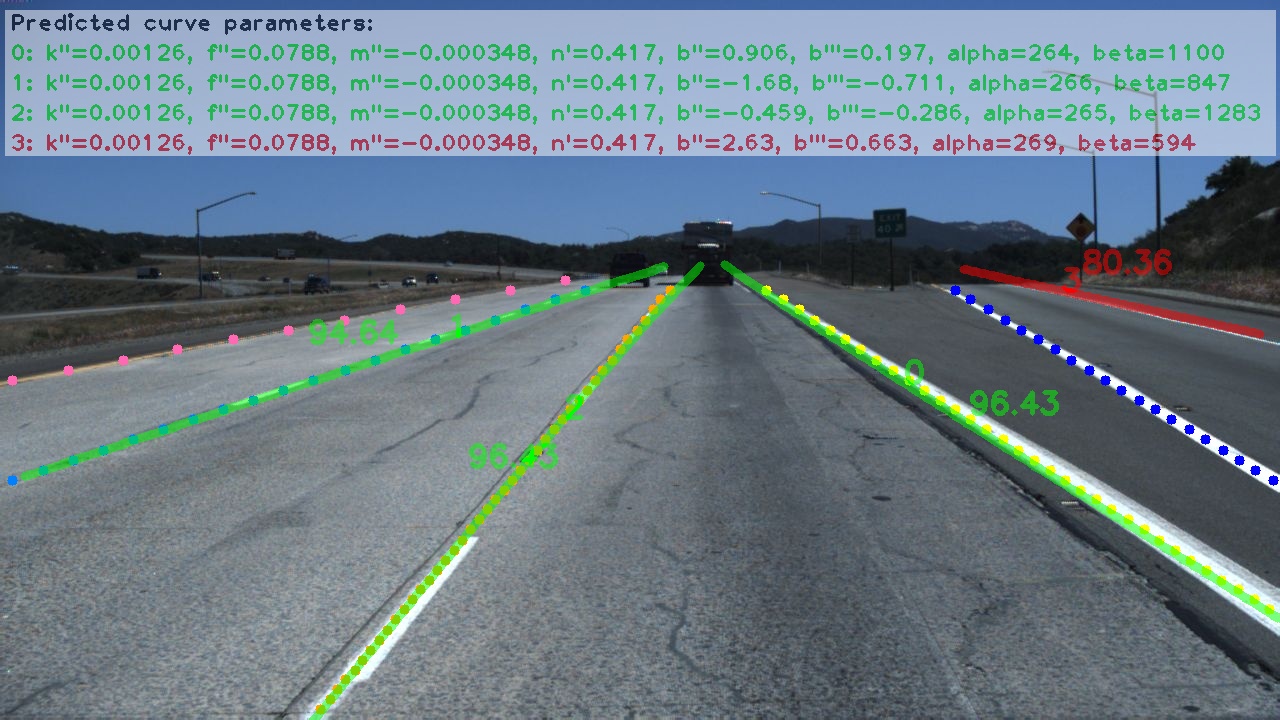 Predicted curve parameters:
0: k''=0.00126, f''=0.0788, m''=−0.000348, n'=0.417, b''=0.906, b'''=0.197, alpha=264, beta=1100
1: k''=0.00126, f''=0.0788, m''=−0.000348, n'=0.417, b''=−1.68, b'''=−0.711, alpha=266, beta=847
2: k''=0.00126, f''=0.0788, m''=−0.000348, n'=0.417, b''=−0.459, b'''=−0.286, alpha=265, beta=1283
3: k''=0.00126, f''=0.0788, m''=−0.000348, n'=0.417, b''=2.63, b'''=0.663, alpha=269, beta=594
EXIT
40
3 80.36
1
94.64
0
96.43
2